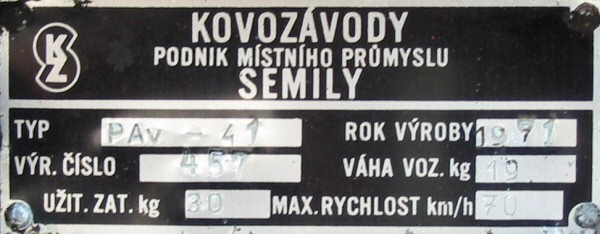 KZ
KOVOZÁVODY
PODNIK MÍSTNÍHO PRŮMYSLU
SEMILY
TYP PAv - 41 ROK VÝROBY 1971
VÝR. ČÍSLO 457 VÁHA VOZ. kg 19
UŽIT. ZAT. kg 30 MAX. RYCHLOST km/h 70